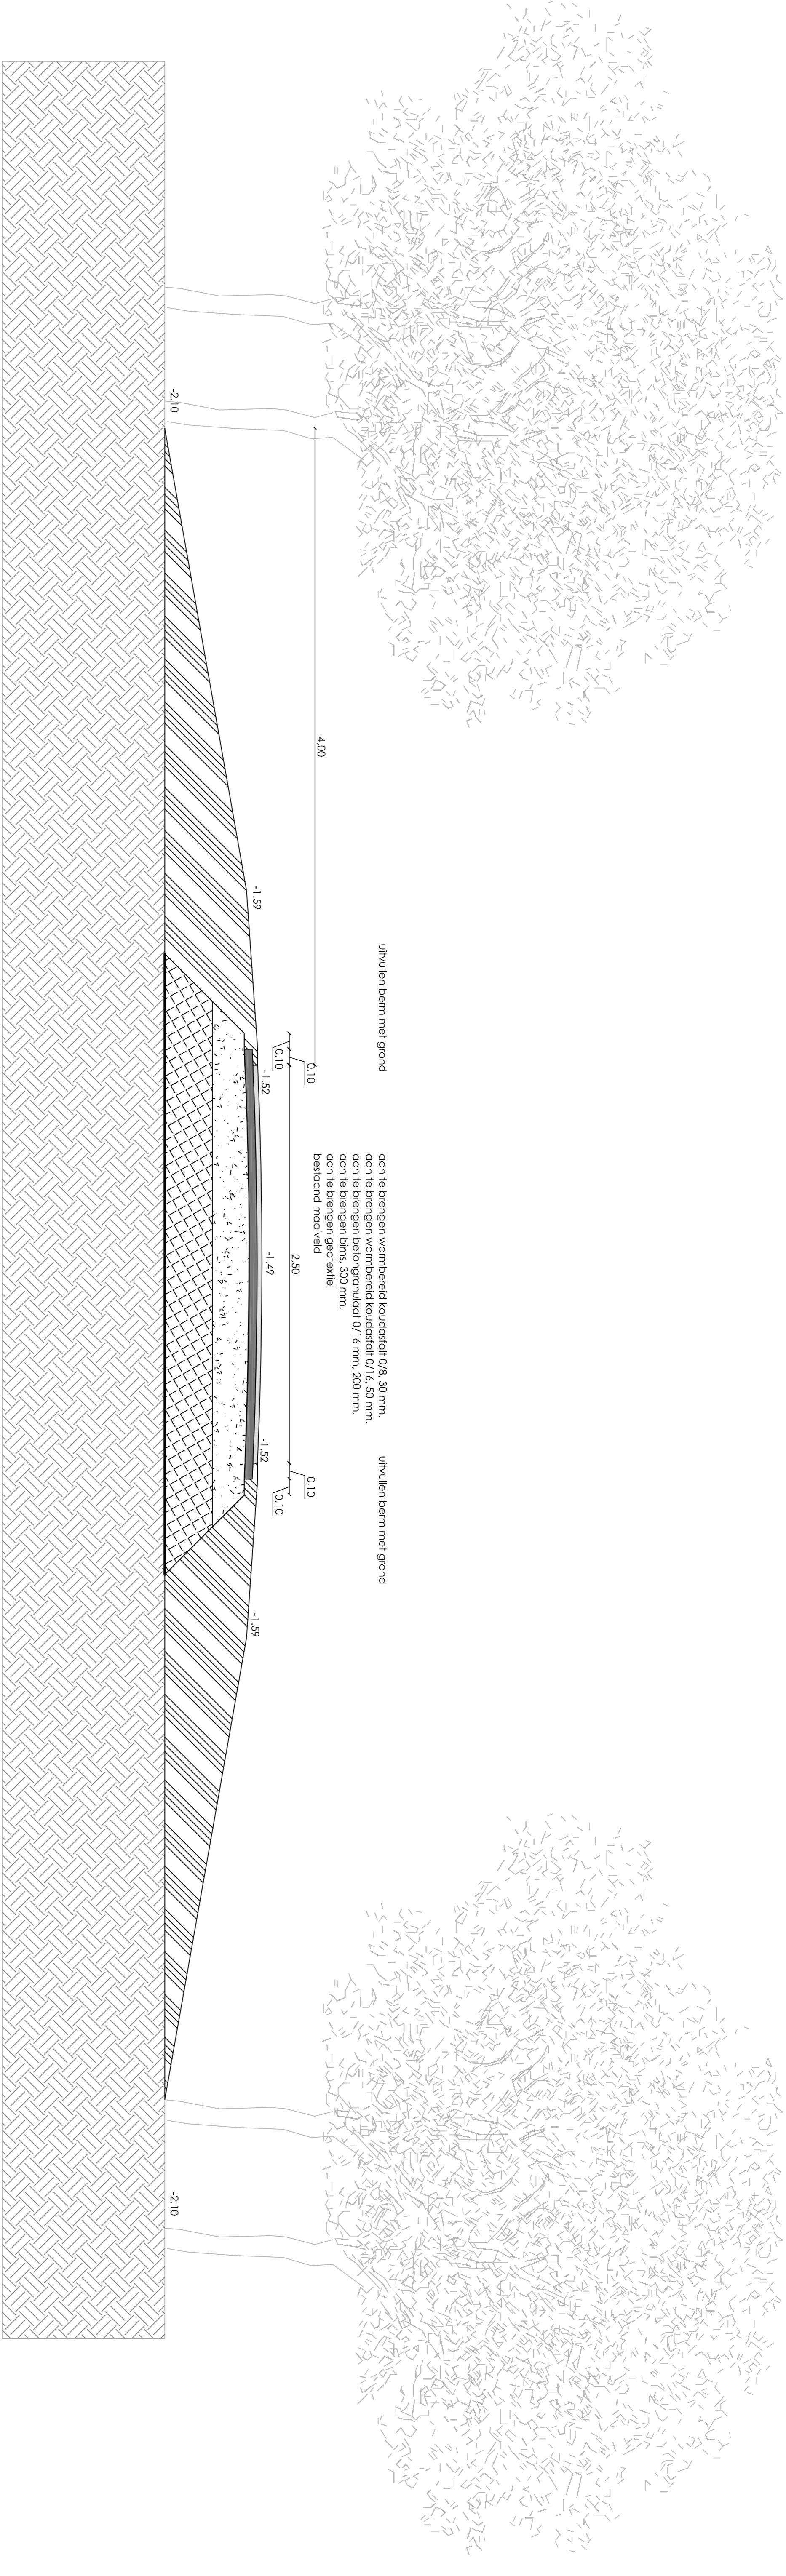 uitvullen berm met grond
aan te brengen warmbereid koudasfalt 0/8, 30 mm.
aan te brengen warmbereid koudasfalt 0/16, 50 mm.
aan te brengen betongranulaat 0/16 mm, 200 mm.
aan te brengen bims, 300 mm.
aan te brengen geotextiel
bestaand maaiveld
uitvullen berm met grond
4,00
0,10
0,10
2,50
0,10
0,10
-2,10
-1,59
-1,52
-1,49
-1,52
-1,59
-2,10